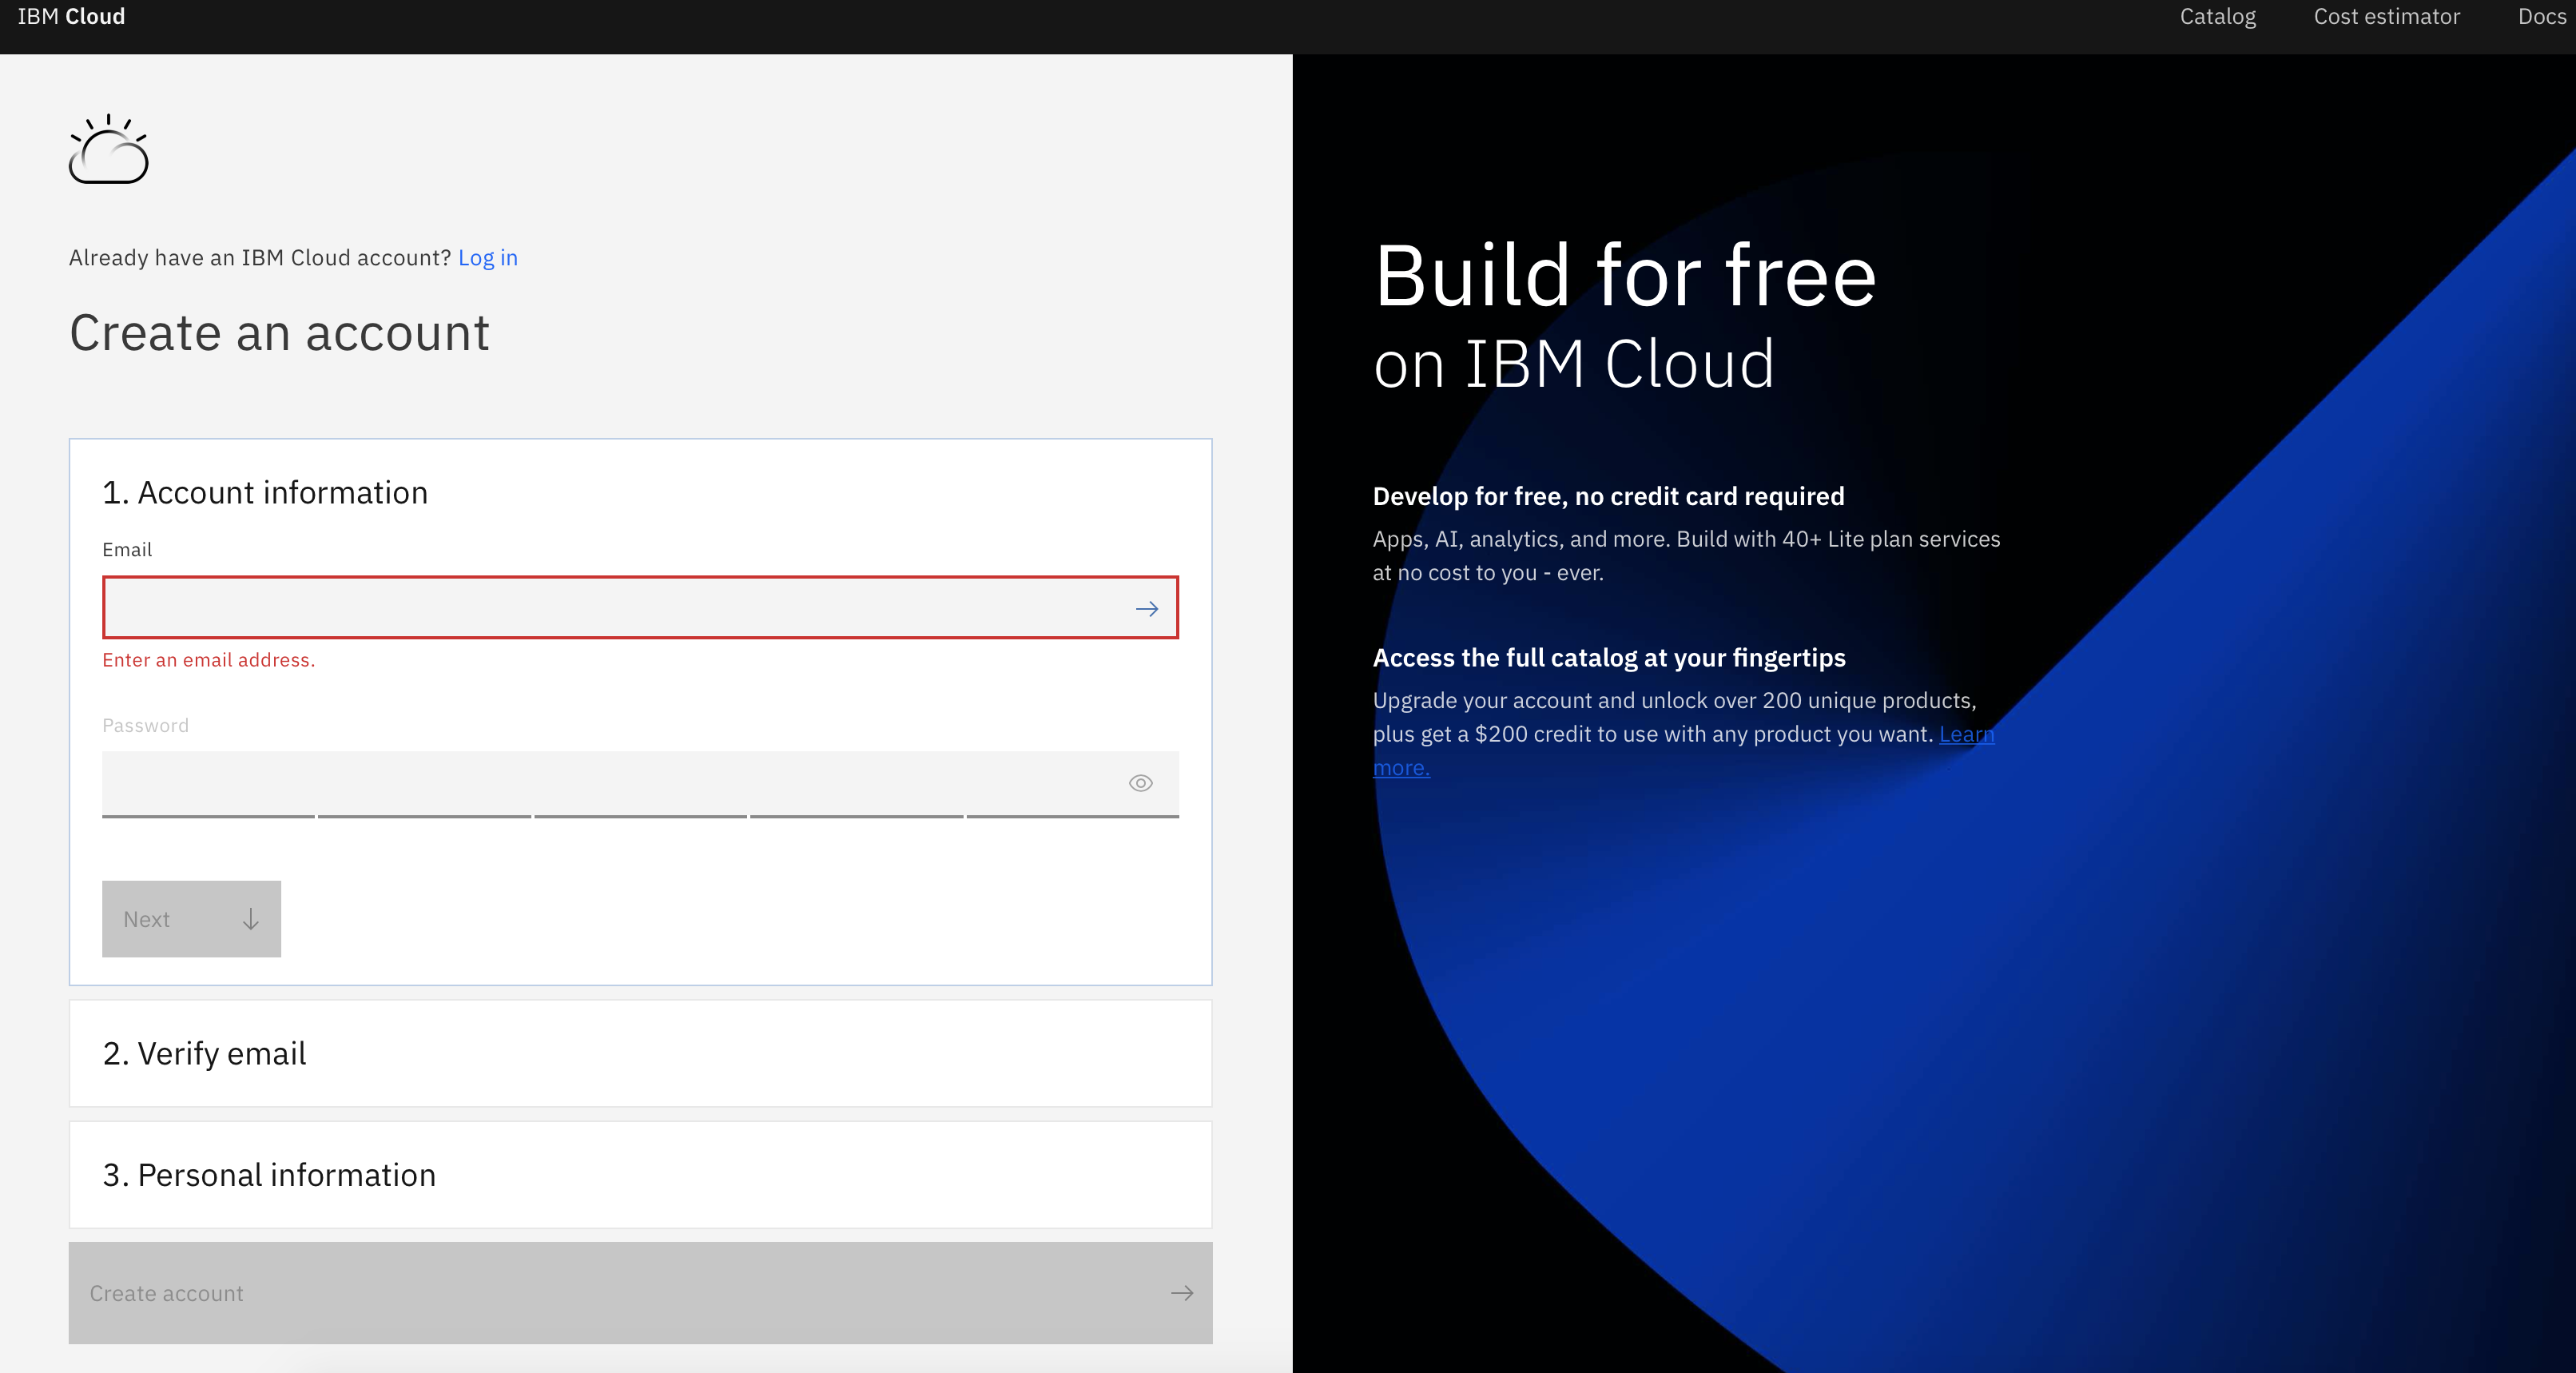 IBM Cloud
Catalog
Cost estimator
Docs
Already have an IBM Cloud account? Log in
Create an account
1. Account information
Email
Enter an email address.
Password
Next
2. Verify email
3. Personal information
Create account
Build for free
on IBM Cloud
Develop for free, no credit card required
Apps, AI, analytics, and more. Build with 40+ Lite plan services
at no cost to you - ever.
Access the full catalog at your fingertips
Upgrade your account and unlock over 200 unique products,
plus get a $200 credit to use with any product you want. Learn
more.